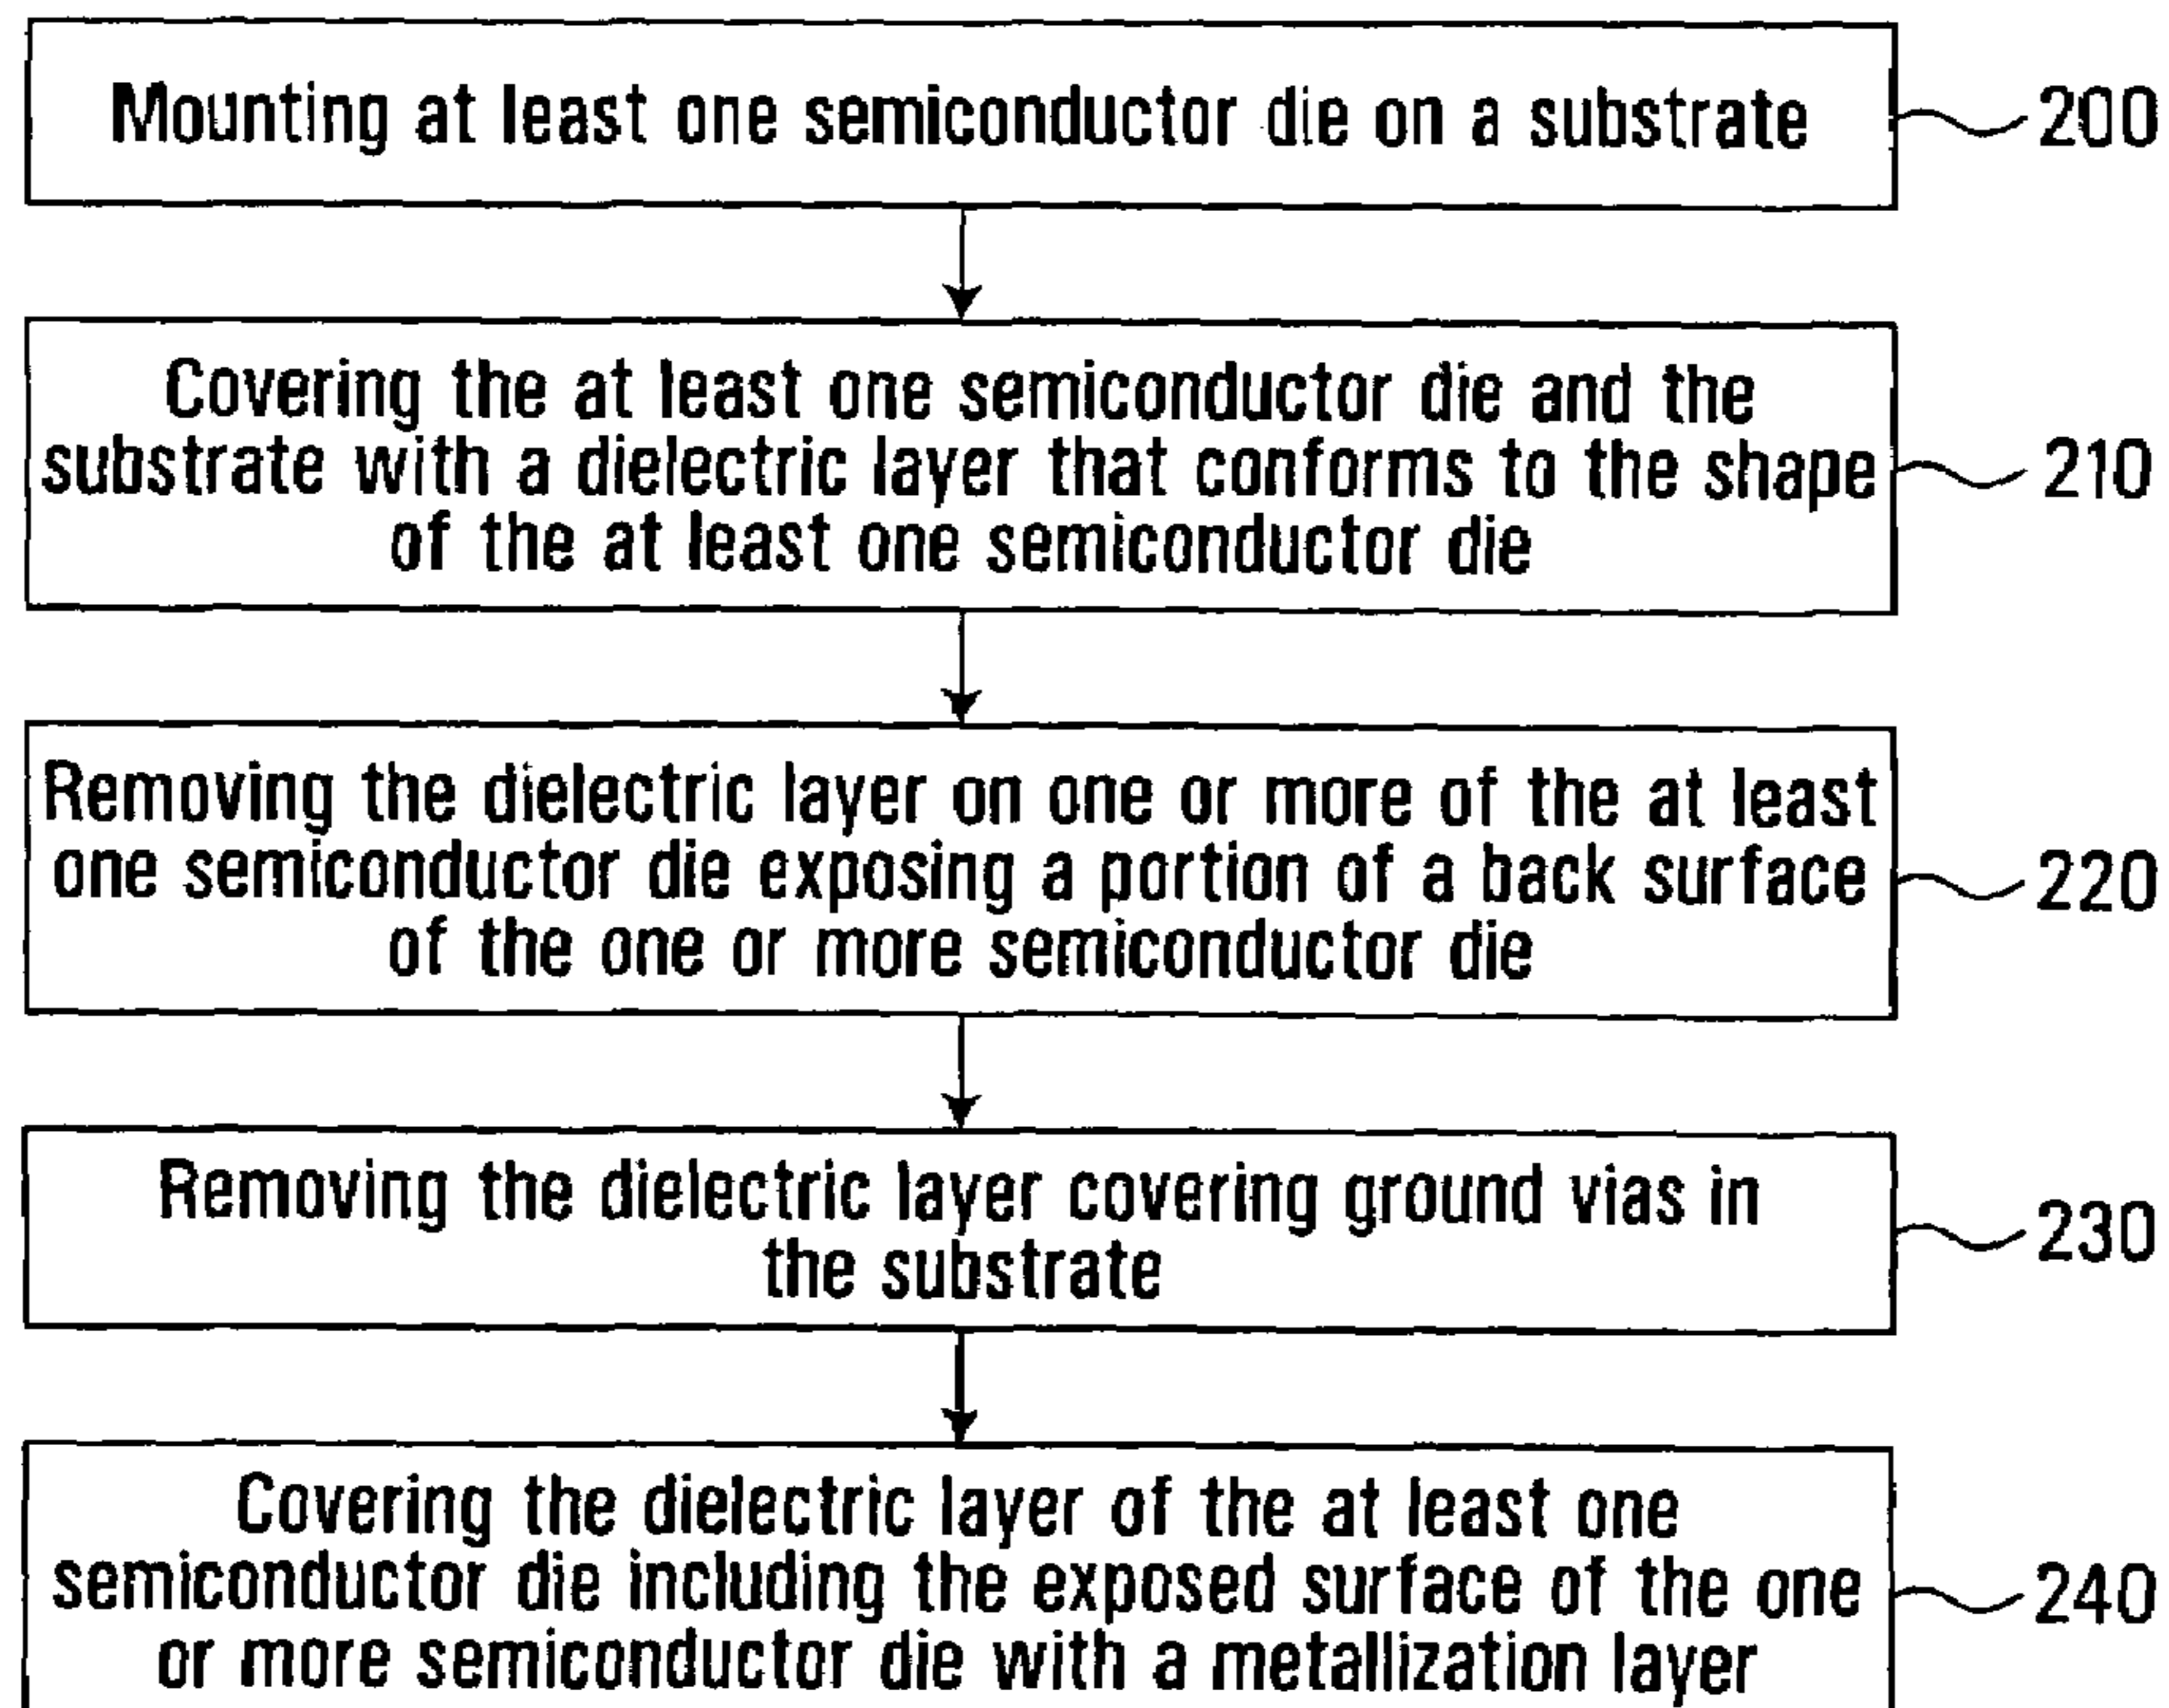 Mounting at least one semiconductor die on a substrate
200
Covering the at least one semiconductor die and the
substrate with a dielectric layer that conforms to the shape
of the at least one semiconductor die
210
Removing the dielectric layer on one or more of the at least
one semiconductor die exposing a portion of a back surface
of the one or more semiconductor die
220
Removing the dielectric layer covering ground vias in
the substrate
230
Covering the dielectric layer of the at least one
semiconductor die including the exposed surface of the one
or more semiconductor die with a metallization layer
240